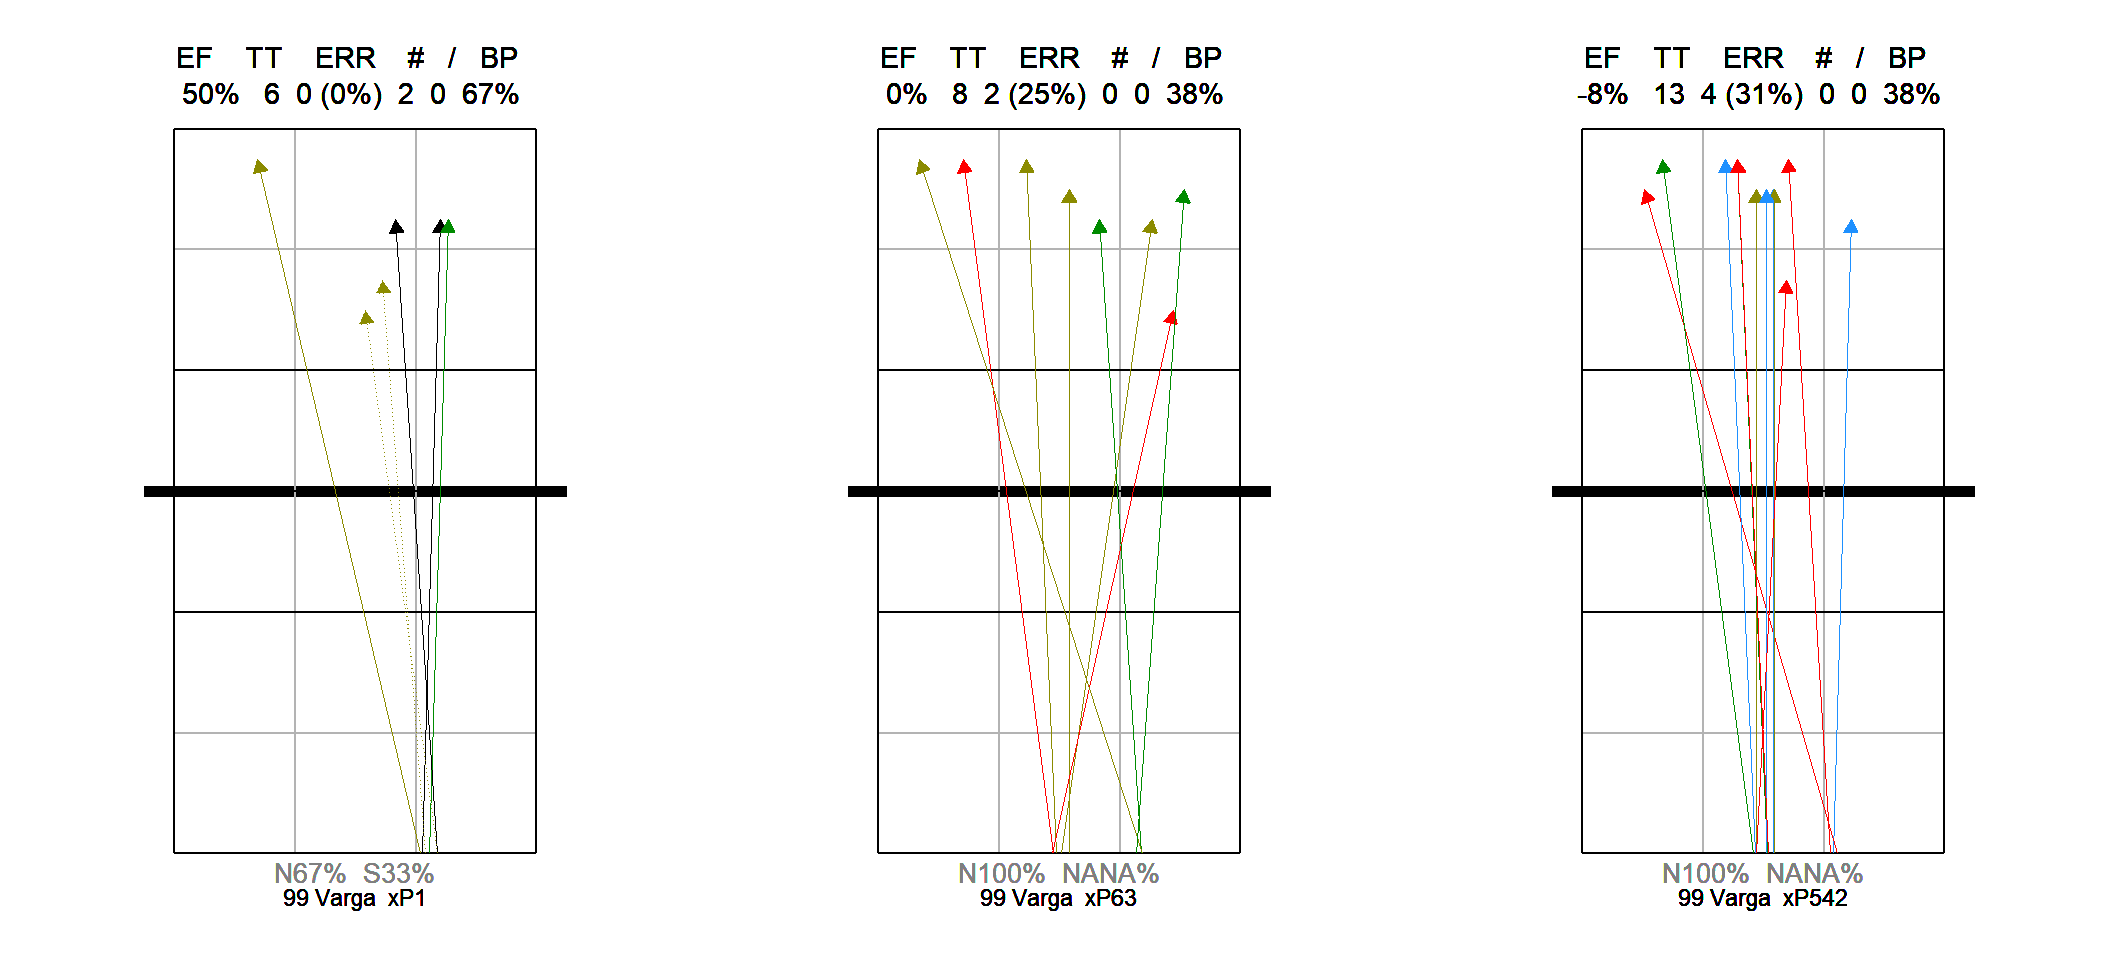 EF TT ERR # / BP
50% 6 0 (0%) 2 0 67%
N67% S33%
99 Varga xP1
EF TT ERR # / BP
0% 8 2 (25%) 0 0 38%
N100% NANA%
99 Varga xP63
EF TT ERR # / BP
-8% 13 4 (31%) 0 0 38%
N100% NANA%
99 Varga xP542